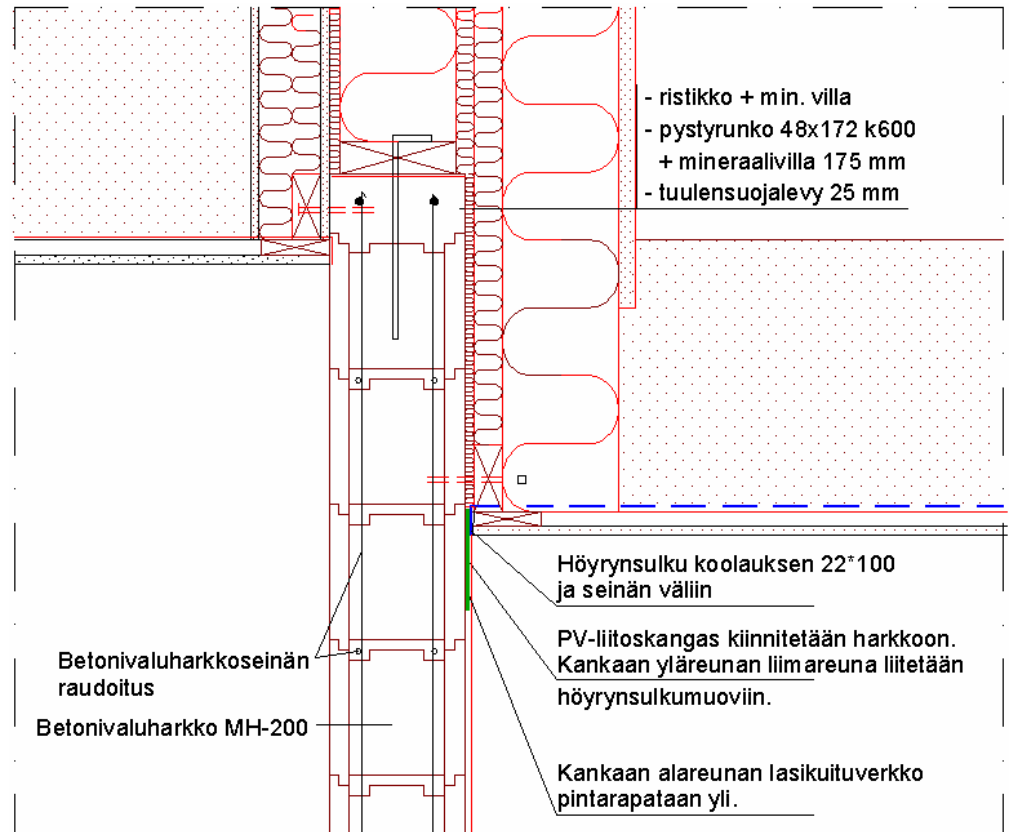 - ristikko + min. villa
- pystyrunko 48x172 k600
+ mineraalivilla 175 mm
- tuulensuojalevy 25 mm
Höyrynsulku koolauksen 22*100
ja seinän väliin
PV-liitoskangas kiinnitetään harkkoon.
Kankaan yläreunan liimareuna liitetään
höyrynsulkumuoviin.
Betonivaluharkkoseinän
raudoitus
Betonivaluharkko MH-200
Kankaan alareunan lasikuituverkko
pintarapataan yli.